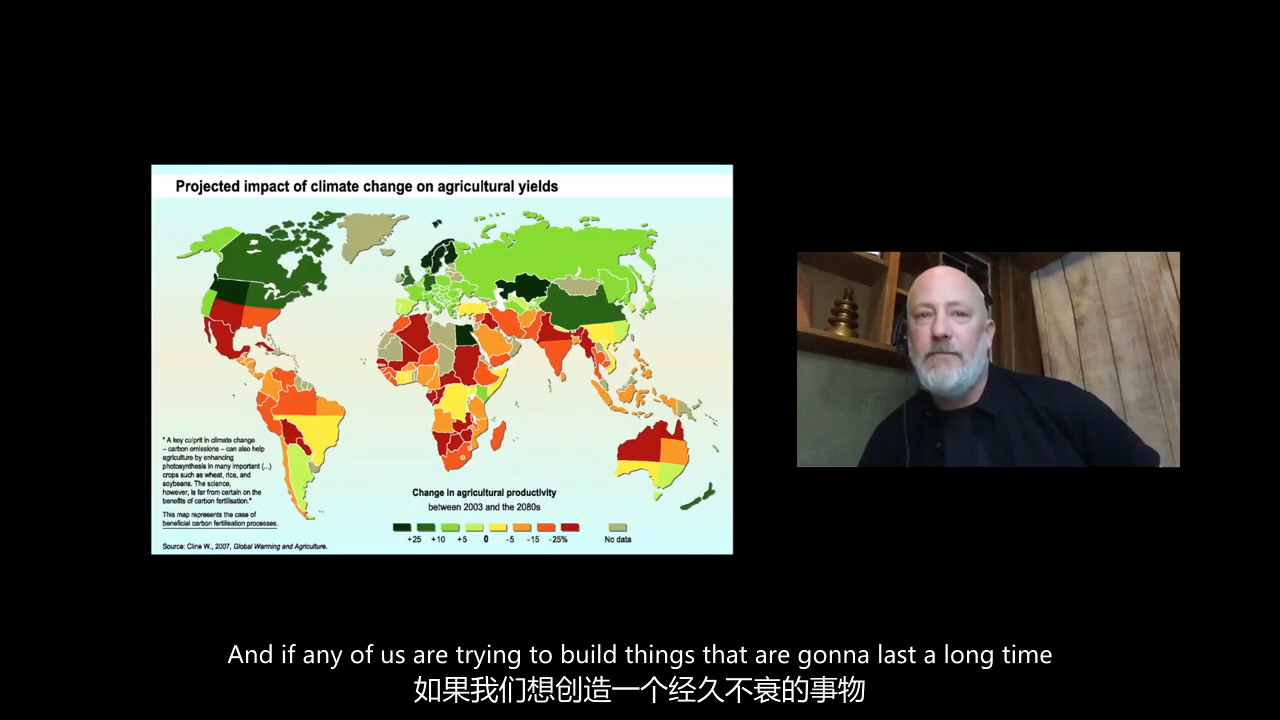 Projected impact of climate change on agricultural yields
" A key culprit in climate change
– carbon emissions – can also help
agriculture by enhancing
photosynthesis in many important (...)
crops such as wheat, rice, and
soybeans. The science,
however, is far from certain on the
benefits of carbon fertilisation."
This map represents the case of
beneficial carbon fertilisation processes.
Source: Cline W., 2007, Global Warming and Agriculture.
Change in agricultural productivity
between 2003 and the 2080s
+25 +10 +5 0 -5 -15 -25% No data
And if any of us are trying to build things that are gonna last a long time
如果我们想创造一个经久不衰的事物